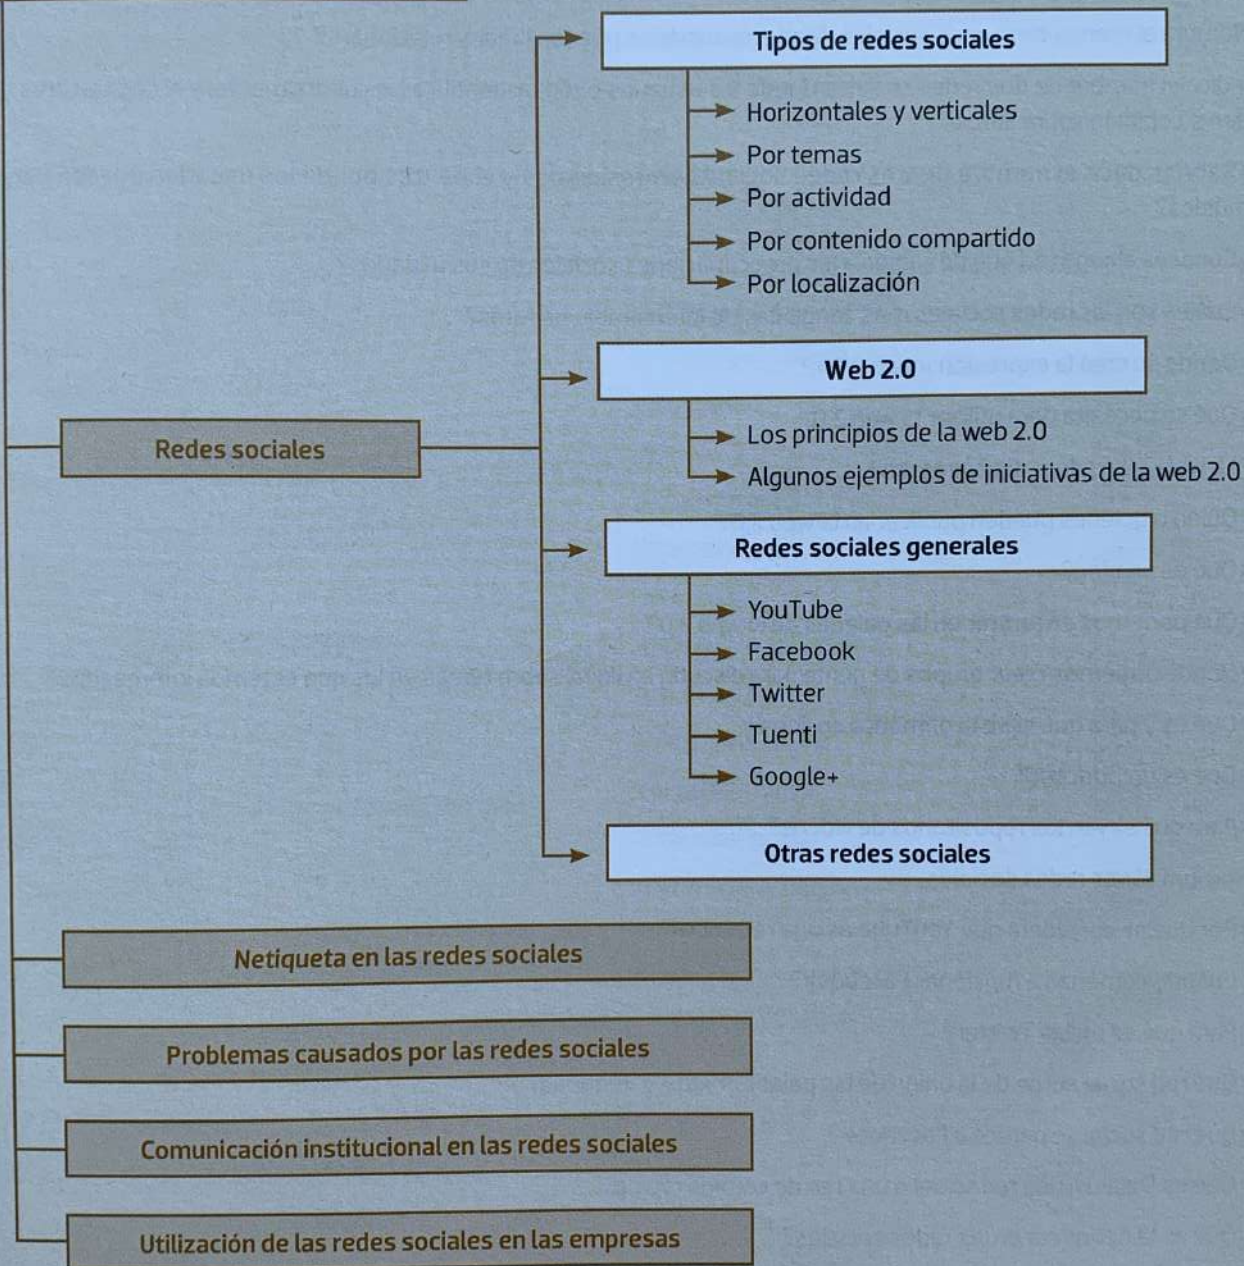 Tipos de redes sociales
Horizontales y verticales
Por temas
Por actividad
Por contenido compartido
Por localización
Web 2.0
Los principios de la web 2.0
Algunos ejemplos de iniciativas de la web 2.0
Redes sociales
Redes sociales generales
YouTube
Facebook
Twitter
Tuenti
Google+
Otras redes sociales
Netiqueta en las redes sociales
Problemas causados por las redes sociales
Comunicación institucional en las redes sociales
Utilización de las redes sociales en las empresas